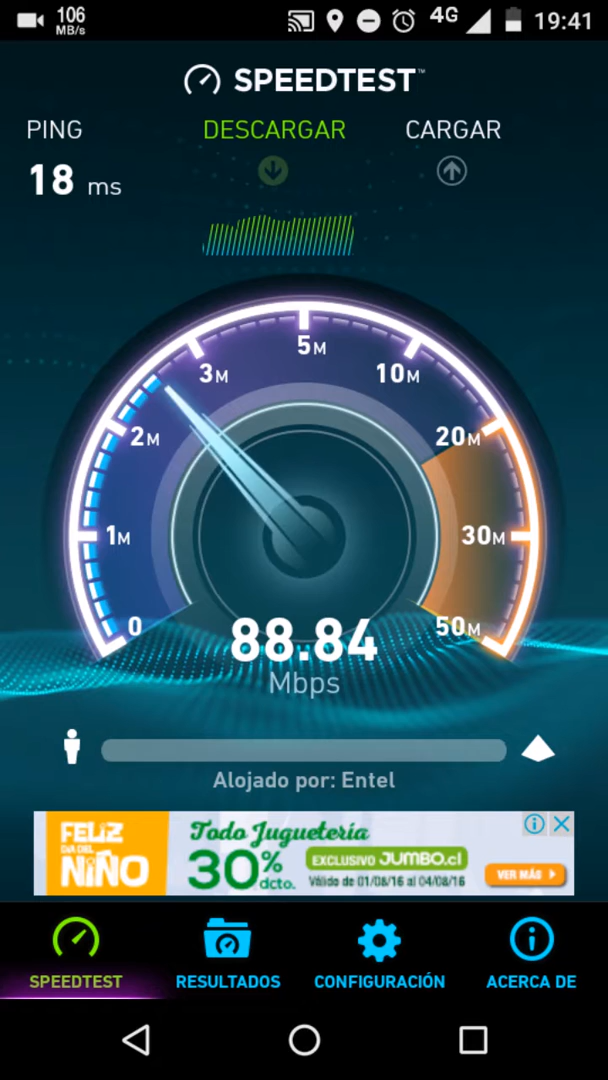 106
MB/s
4G
19:41
SPEEDTEST™
PING
DESCARGAR
CARGAR
18 ms
5M
3M
10M
2M
20M
1M
30M
0
50M
88.84
Mbps
Alojado por: Entel
FELIZ
DIA DEL
NIÑO
Todo Juguetería
30%
dcto.
EXCLUSIVO JUMBO.cl
Válido de 01/08/16 al 04/08/16
VER MÁS
SPEEDTEST
RESULTADOS
CONFIGURACIÓN
ACERCA DE